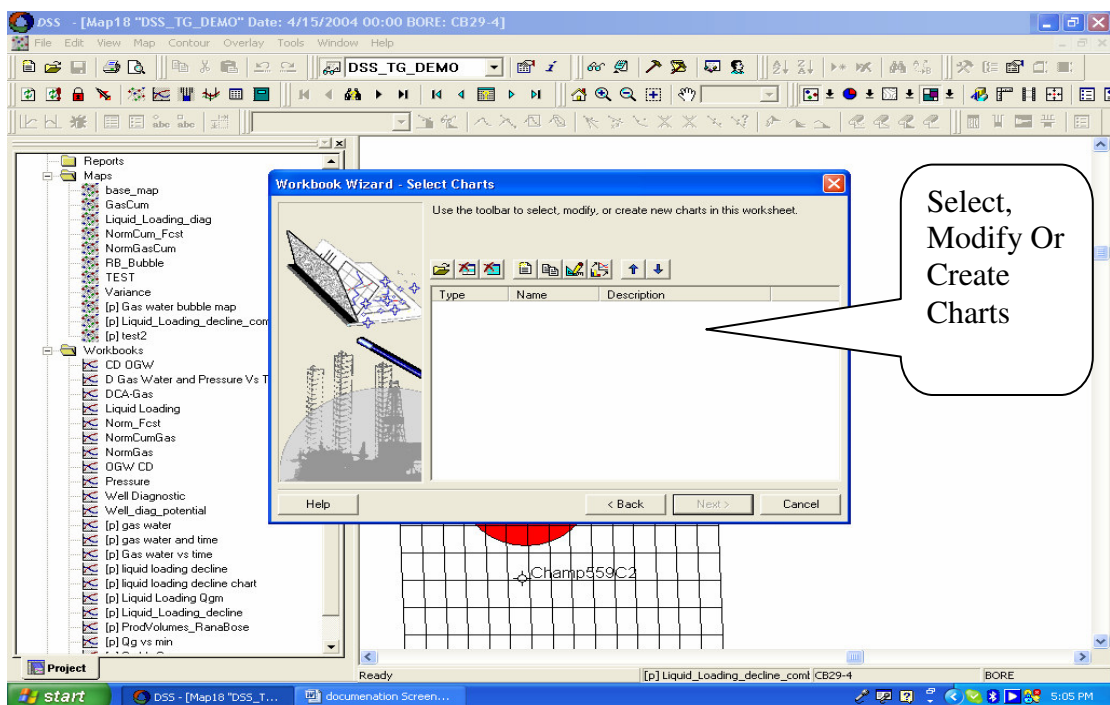 DSS - [Map18 "DSS_TG_DEMO" Date: 4/15/2004 00:00 BORE: CB29-4]
File Edit View Map Contour Overlay Tools Window Help
DSS_TG_DEMO
abc abc
Reports
Maps
base_map
GasCum
Liquid_Loading_diag
NormCum_Fcst
NormGasCum
RB_Bubble
TEST
Variance
[p] Gas water bubble map
[p] Liquid_Loading_decline_com
[p] test2
Workbooks
CD OGW
D Gas Water and Pressure Vs T
DCA-Gas
Liquid Loading
Norm_Fcst
NormCumGas
NormGas
OGW CD
Pressure
Well Diagnostic
Well_diag_potential
[p] gas water
[p] gas water and time
[p] Gas water vs time
[p] liquid loading decline
[p] liquid loading decline chart
[p] Liquid Loading Qgm
[p] Liquid_Loading_decline
[p] ProdVolumes_RanaBose
[p] Qg vs min
Project
Workbook Wizard - Select Charts
Use the toolbar to select, modify, or create new charts in this worksheet.
Type Name Description
Help < Back Next > Cancel
Select,
Modify Or
Create
Charts
Champ559C2
Ready [p] Liquid_Loading_decline_coml CB29-4 BORE
start DSS - [Map18 "DSS_T... documenation Screen... 5:05 PM